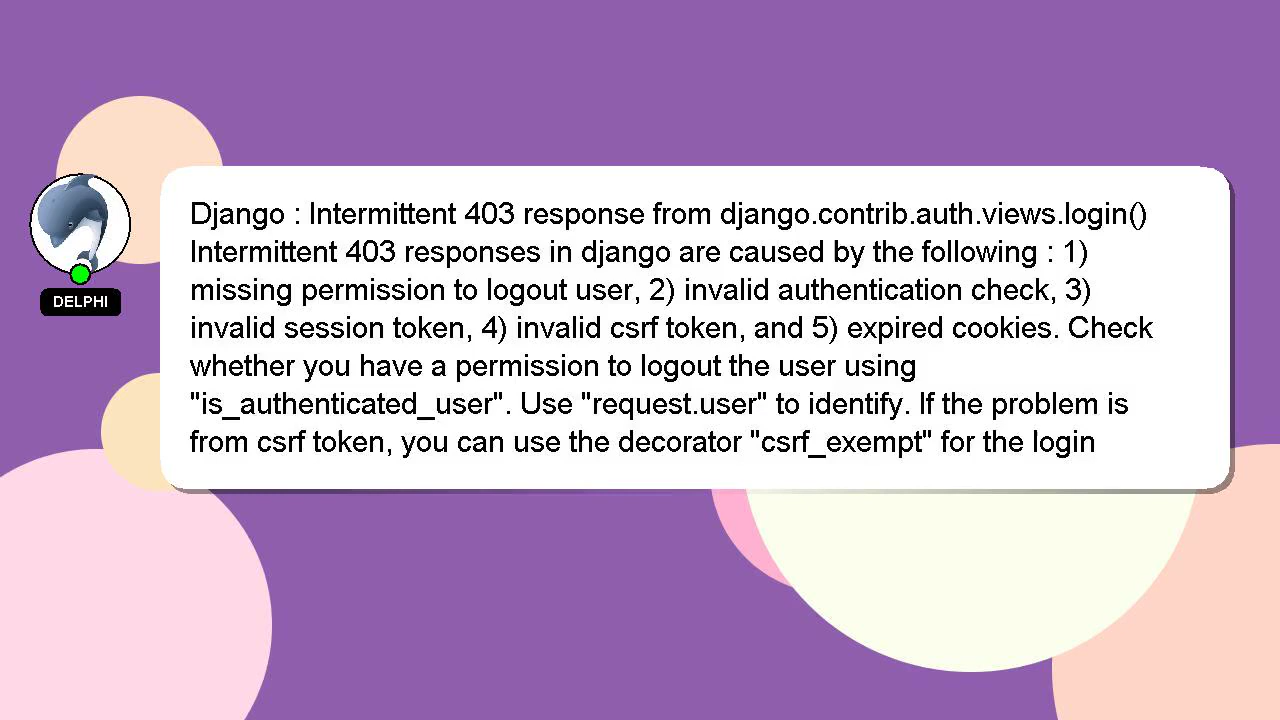 Django : Intermittent 403 response from django.contrib.auth.views.login()
Intermittent 403 responses in django are caused by the following : 1)
missing permission to logout user, 2) invalid authentication check, 3)
invalid session token, 4) invalid csrf token, and 5) expired cookies. Check
whether you have a permission to logout the user using
"is_authenticated_user". Use "request.user" to identify. If the problem is
from csrf token, you can use the decorator "csrf_exempt" for the login
DELPHI